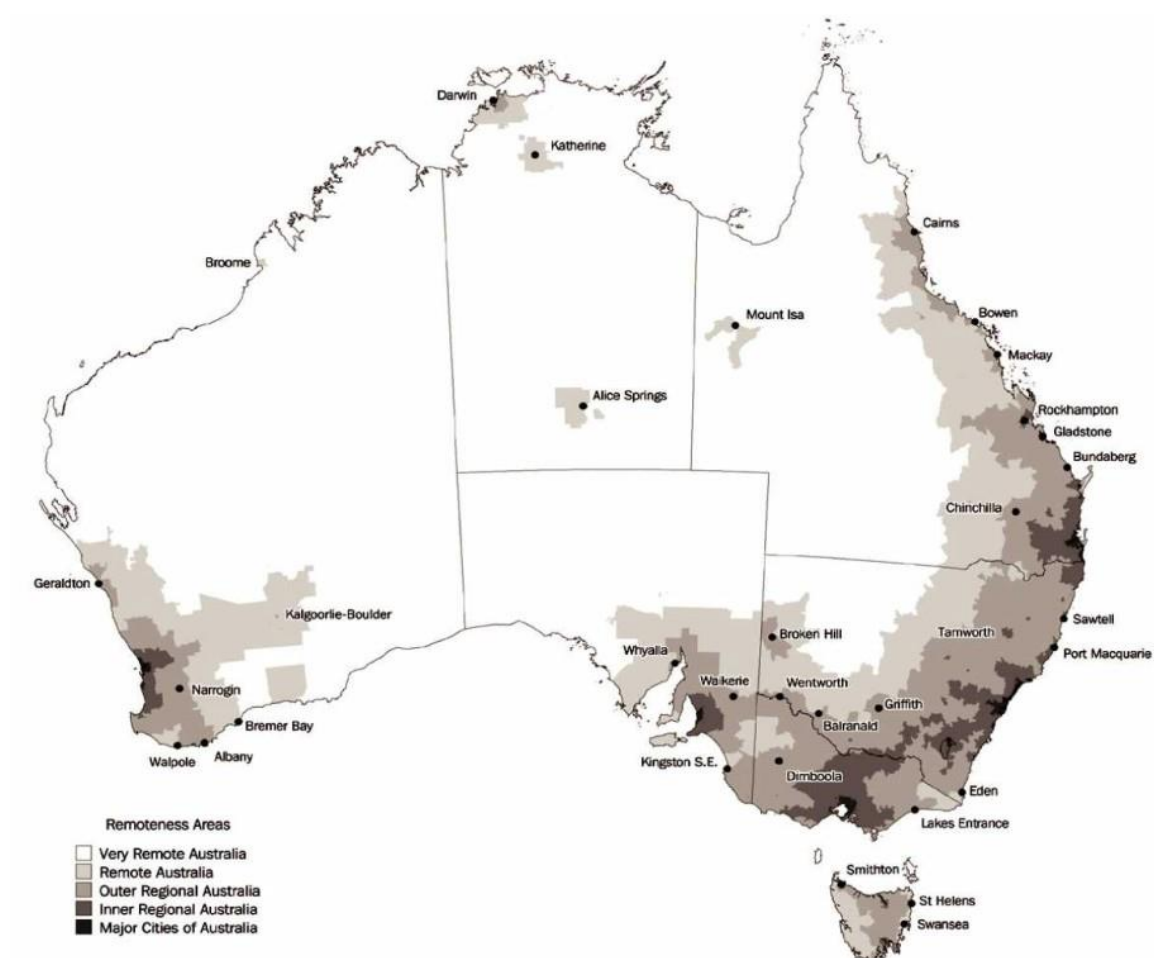 Darwin
Katherine
Cairns
Broome
Mount Isa
Bowen
Mackay
Alice Springs
Rockhampton
Gladstone
Bundaberg
Chinchilla
Geraldton
Kalgoorlie-Boulder
Sawtell
Tamworth
Broken Hill
Port Macquarie
Whyalla
Narrogin
Waikerie
Wentworth
Griffith
Bremer Bay
Balranald
Albany
Walpole
Kingston S.E.
Dimboola
Eden
Lakes Entrance
Remoteness Areas
Very Remote Australia
Remote Australia
Outer Regional Australia
Inner Regional Australia
Major Cities of Australia
Smithton
St Helens
Swansea